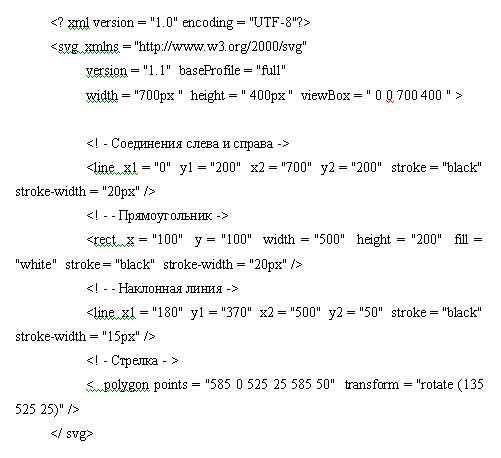 <? xml version = "1.0" encoding = "UTF-8"?>
<svg xmlns = "http://www.w3.org/2000/svg"
version = "1.1" baseProfile = "full"
width = "700px " height = " 400px " viewBox = " 0 0 700 400 " >
<! - Соединения слева и справа ->
<line x1 = "0" y1 = "200" x2 = "700" y2 = "200" stroke = "black"
stroke-width = "20px" />
<! - - Прямоугольник ->
<rect x = "100" y = "100" width = "500" height = "200" fill =
"white" stroke = "black" stroke-width = "20px" />
<! - - Наклонная линия ->
<line x1 = "180" y1 = "370" x2 = "500" y2 = "50" stroke = "black"
stroke-width = "15px" />
<! - Стрелка - >
< polygon points = "585 0 525 25 585 50" transform = "rotate (135
525 25)" />
</ svg>